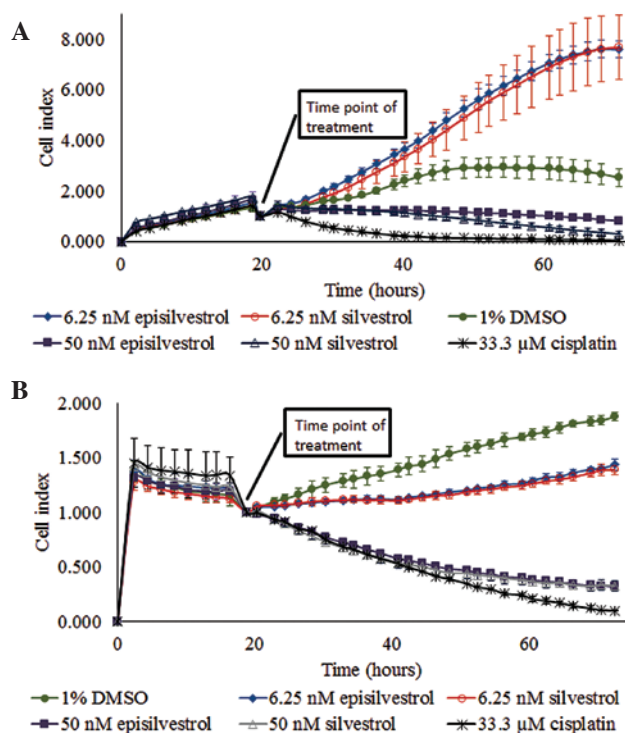 A
8.000
6.000
4.000
2.000
0.000
Cell index
Time point of
treatment
0 20 40 60
Time (hours)
6.25 nM episilvestrol 6.25 nM silvestrol 1% DMSO
50 nM episilvestrol 50 nM silvestrol 33.3 µM cisplatin
B
2.000
1.500
1.000
0.500
0.000
Cell index
Time point of
treatment
0 20 40 60
Time (hours)
1% DMSO 6.25 nM episilvestrol 6.25 nM silvestrol
50 nM episilvestrol 50 nM silvestrol 33.3 µM cisplatin